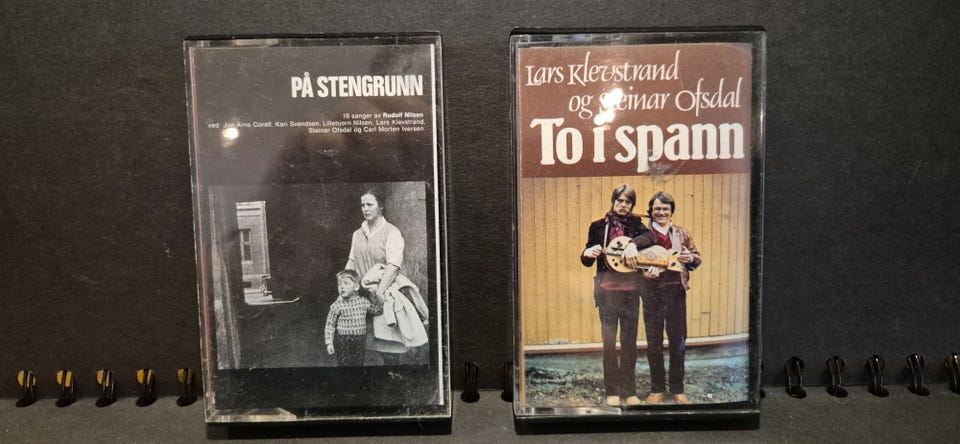 PÅ STENGRUNN
15 sanger av Rudolf Nilsen
ved: Jon Arne Corell, Kari Svendsen, Lillebjørn Nilsen, Lars Klevstrand,
Steinar Ofsdal og Carl Morten Iversen.
Lars Klevstrand
og Steinar Ofsdal
To i spann